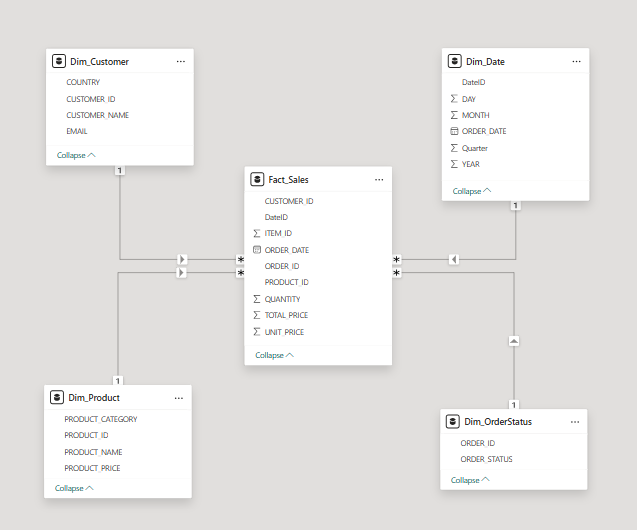 Dim_Customer
COUNTRY
CUSTOMER_ID
CUSTOMER_NAME
EMAIL
Collapse
1
Dim_Date
DateID
DAY
MONTH
ORDER_DATE
Quarter
YEAR
Collapse
1
Fact_Sales
CUSTOMER_ID
DateID
ITEM_ID
ORDER_DATE
ORDER_ID
PRODUCT_ID
QUANTITY
TOTAL_PRICE
UNIT_PRICE
Collapse
*
*
*
*
1
Dim_Product
PRODUCT_CATEGORY
PRODUCT_ID
PRODUCT_NAME
PRODUCT_PRICE
Collapse
1
Dim_OrderStatus
ORDER_ID
ORDER_STATUS
Collapse